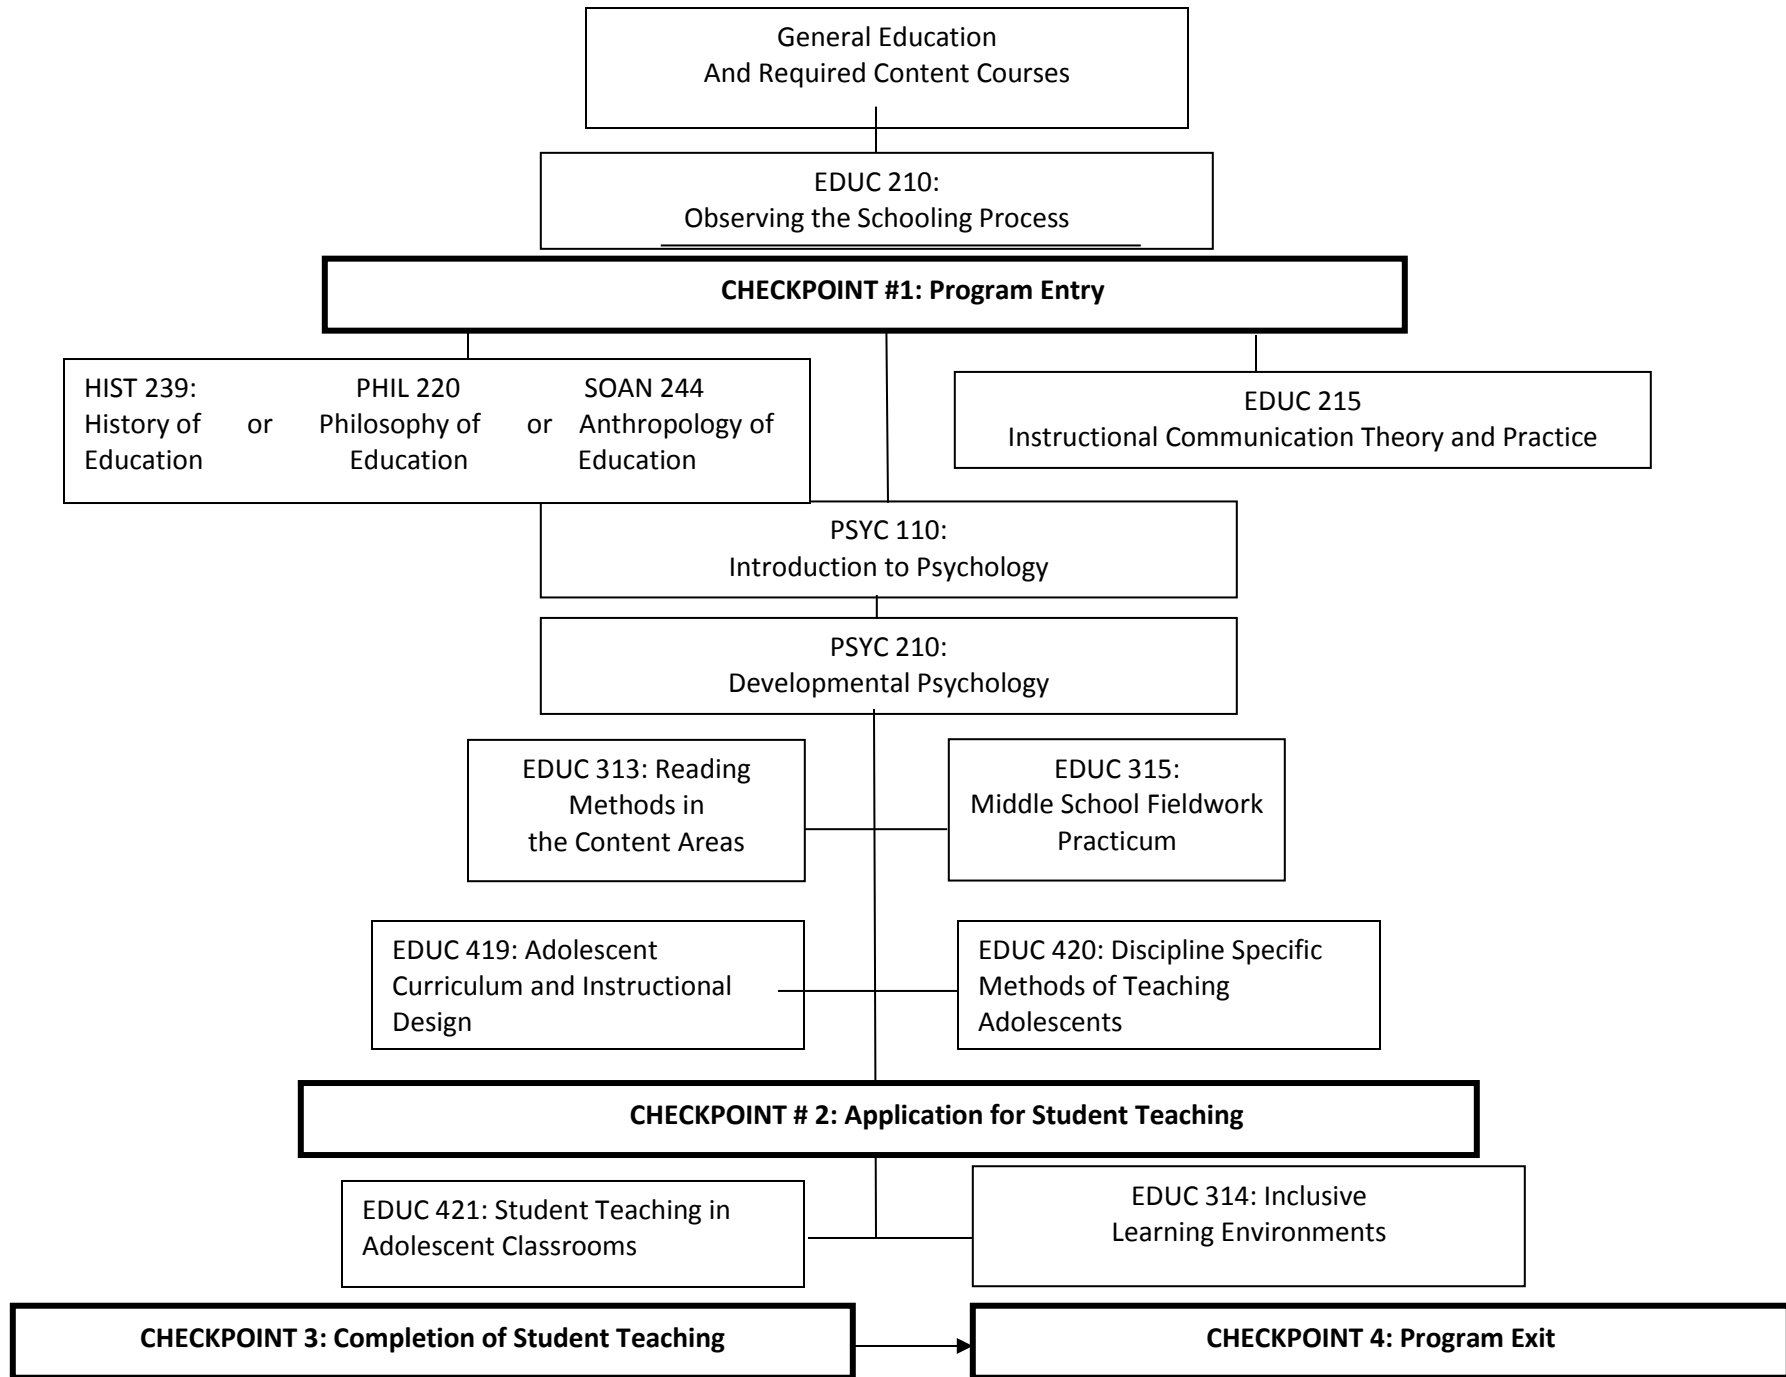 General Education
And Required Content Courses
EDUC 210:
Observing the Schooling Process
CHECKPOINT #1: Program Entry
HIST 239: PHIL 220 SOAN 244
History of or Philosophy of or Anthropology of
Education Education Education
EDUC 215
Instructional Communication Theory and Practice
PSYC 110:
Introduction to Psychology
PSYC 210:
Developmental Psychology
EDUC 313: Reading
Methods in
the Content Areas
EDUC 315:
Middle School Fieldwork
Practicum
EDUC 419: Adolescent
Curriculum and Instructional
Design
EDUC 420: Discipline Specific
Methods of Teaching
Adolescents
CHECKPOINT # 2: Application for Student Teaching
EDUC 421: Student Teaching in
Adolescent Classrooms
EDUC 314: Inclusive
Learning Environments
CHECKPOINT 3: Completion of Student Teaching
CHECKPOINT 4: Program Exit